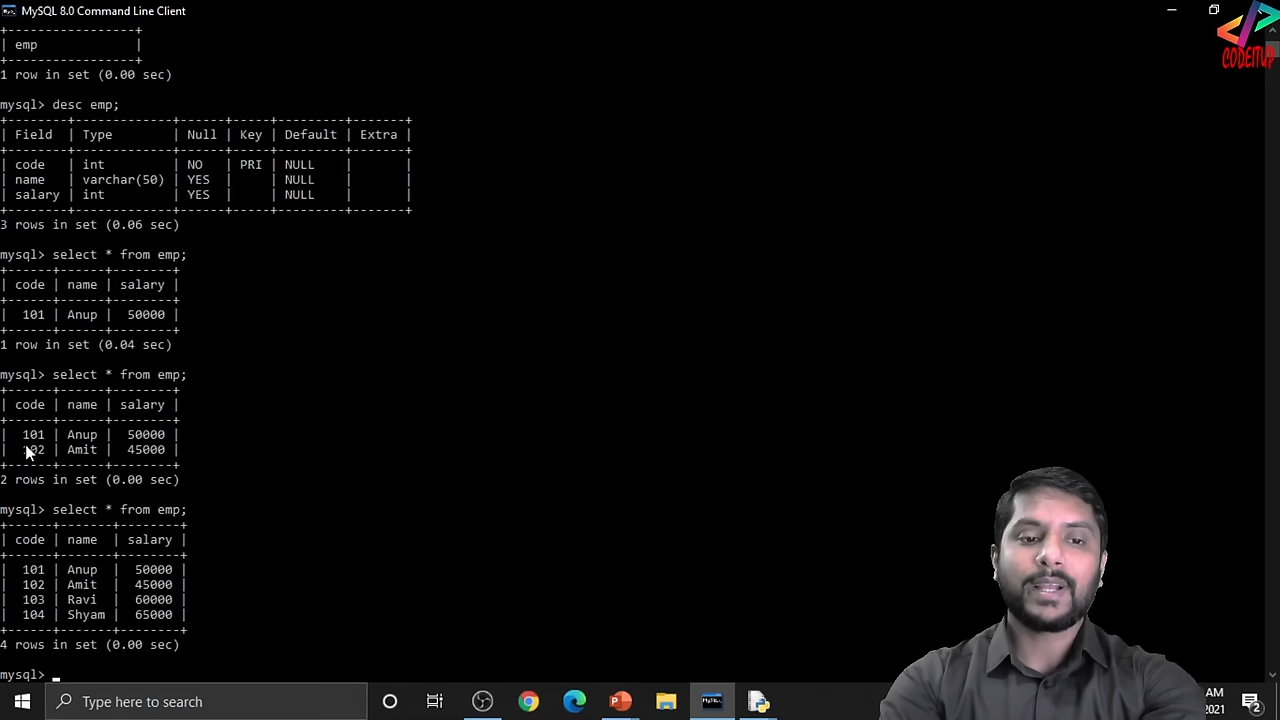 MySQL 8.0 Command Line Client
CODEITUP
+-----------------+
| emp             |
+-----------------+
1 row in set (0.00 sec)
mysql> desc emp;
+--------+-------------+------+-----+---------+-------+
| Field  | Type        | Null | Key | Default | Extra |
+--------+-------------+------+-----+---------+-------+
| code   | int         | NO   | PRI | NULL    |       |
| name   | varchar(50) | YES  |     | NULL    |       |
| salary | int         | YES  |     | NULL    |       |
+--------+-------------+------+-----+---------+-------+
3 rows in set (0.06 sec)
mysql> select * from emp;
+------+------+--------+
| code | name | salary |
+------+------+--------+
|  101 | Anup |  50000 |
+------+------+--------+
1 row in set (0.04 sec)
mysql> select * from emp;
+------+------+--------+
| code | name | salary |
+------+------+--------+
|  101 | Anup |  50000 |
|  102 | Amit |  45000 |
+------+------+--------+
2 rows in set (0.00 sec)
mysql> select * from emp;
+------+-------+--------+
| code | name  | salary |
+------+-------+--------+
|  101 | Anup  |  50000 |
|  102 | Amit  |  45000 |
|  103 | Ravi  |  60000 |
|  104 | Shyam |  65000 |
+------+-------+--------+
4 rows in set (0.00 sec)
mysql>
Type here to search
AM
2021
2